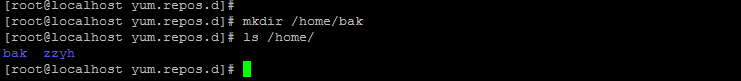 [root@localhost yum.repos.d]#
[root@localhost yum.repos.d]# mkdir /home/bak
[root@localhost yum.repos.d]# ls /home/
bak  zzyh
[root@localhost yum.repos.d]#